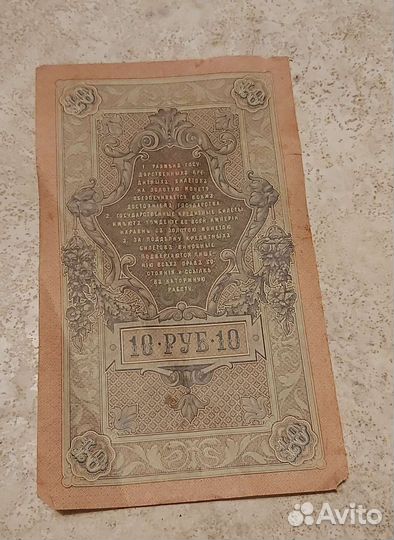 1. РАЗМѢНЪ ГОСУ-
ДАРСТВЕННЫХЪ КРЕ-
ДИТНЫХЪ БИЛЕТОВЪ
НА ЗОЛОТУЮ МОНЕТУ
ОБЕЗПЕЧИВАЕТСЯ ВСѢМЪ
ДОСТОЯНІЕМЪ ГОСУДАРСТВА.
2. ГОСУДАРСТВЕННЫЕ КРЕДИТНЫЕ БИЛЕТЫ
ИМѢЮТЪ ХОЖДЕНІЕ ВО ВСЕЙ ИМПЕРІИ
НАРАВНѢ СЪ ЗОЛОТОЮ МОНЕТОЮ.
3. ЗА ПОДДѢЛКУ КРЕДИТНЫХЪ
БИЛЕТОВЪ ВИНОВНЫЕ
ПОДВЕРГАЮТСЯ ЛИШЕ-
НІЮ ВСѢХЪ ПРАВЪ СО-
СТОЯНІЯ И ССЫЛКѢ
ВЪ КАТОРЖНУЮ
РАБОТУ.
10·РУБ·10
Avito